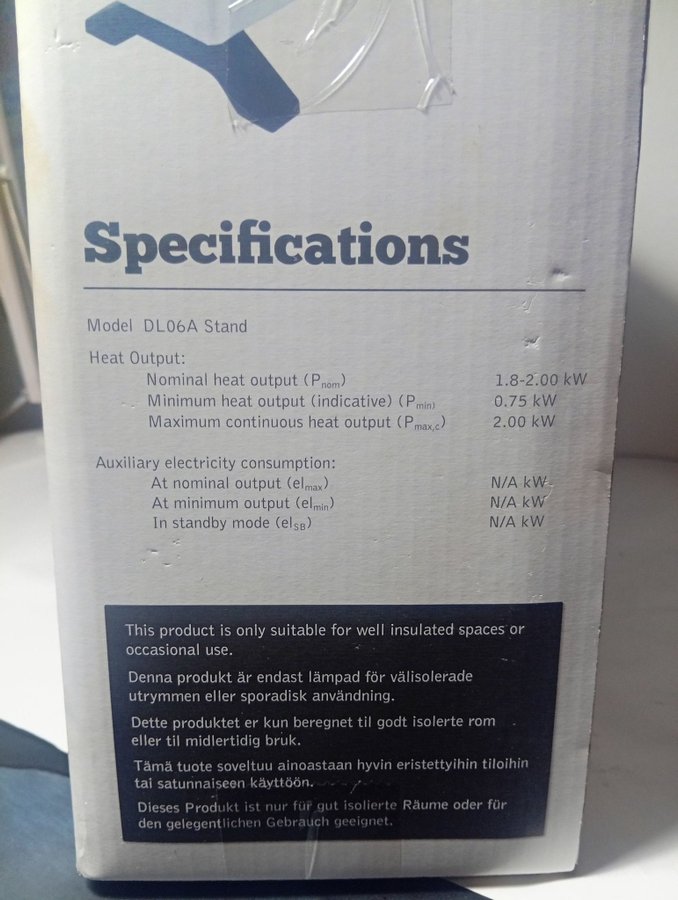 Specifications
Model DL06A Stand
Heat Output:
Nominal heat output (Pnom) 1.8-2.00 kW
Minimum heat output (indicative) (Pmin) 0.75 kW
Maximum continuous heat output (Pmax,c) 2.00 kW
Auxiliary electricity consumption:
At nominal output (elmax) N/A kW
At minimum output (elmin) N/A kW
In standby mode (elSB) N/A kW
This product is only suitable for well insulated spaces or
occasional use.
Denna produkt är endast lämpad för välisolerade
utrymmen eller sporadisk användning.
Dette produktet er kun beregnet til godt isolerte rom
eller til midlertidig bruk.
Tämä tuote soveltuu ainoastaan hyvin eristettyihin tiloihin
tai satunnaiseen käyttöön.
Dieses Produkt ist nur für gut isolierte Räume oder für
den gelegentlichen Gebrauch geeignet.